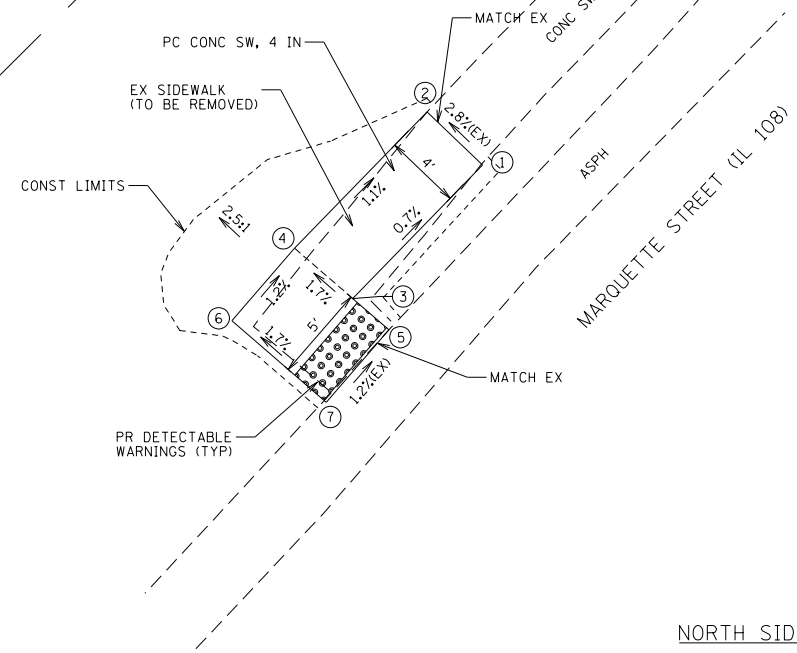 MATCH EX
CONC SW
PC CONC SW, 4 IN
EX SIDEWALK
(TO BE REMOVED)
2
2.8%(EX)
1
4'
ASPH
MARQUETTE STREET (IL 108)
CONST LIMITS
1.1%
2.5:1
0.7%
4
1.2%
1.7%
3
6
5'
1.7%
5
1.2%(EX)
MATCH EX
7
PR DETECTABLE
WARNINGS (TYP)
NORTH SID